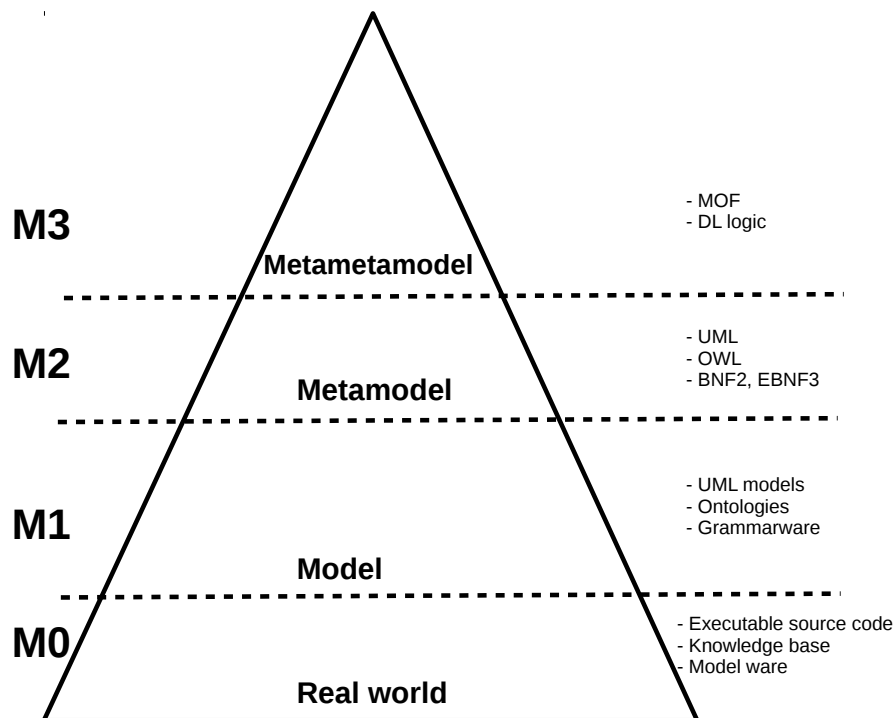 M3
- MOF
- DL logic
Metametamodel
M2
- UML
- OWL
- BNF2, EBNF3
Metamodel
M1
- UML models
- Ontologies
- Grammarware
Model
M0
- Executable source code
- Knowledge base
- Model ware
Real world